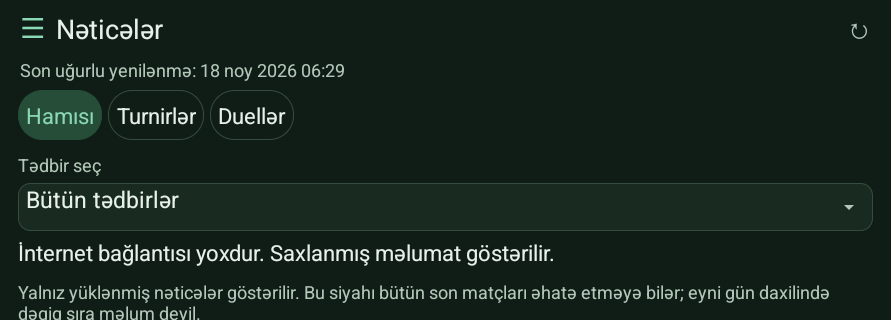 Nəticələr
Son uğurlu yenilənmə: 18 noy 2026 06:29
Hamısı Turnirlər Duellər
Tədbir seç
Bütün tədbirlər
İnternet bağlantısı yoxdur. Saxlanmış məlumat göstərilir.
Yalnız yüklənmiş nəticələr göstərilir. Bu siyahı bütün son matçları əhatə etməyə bilər; eyni gün daxilində
dəqiq sıra məlum deyil.